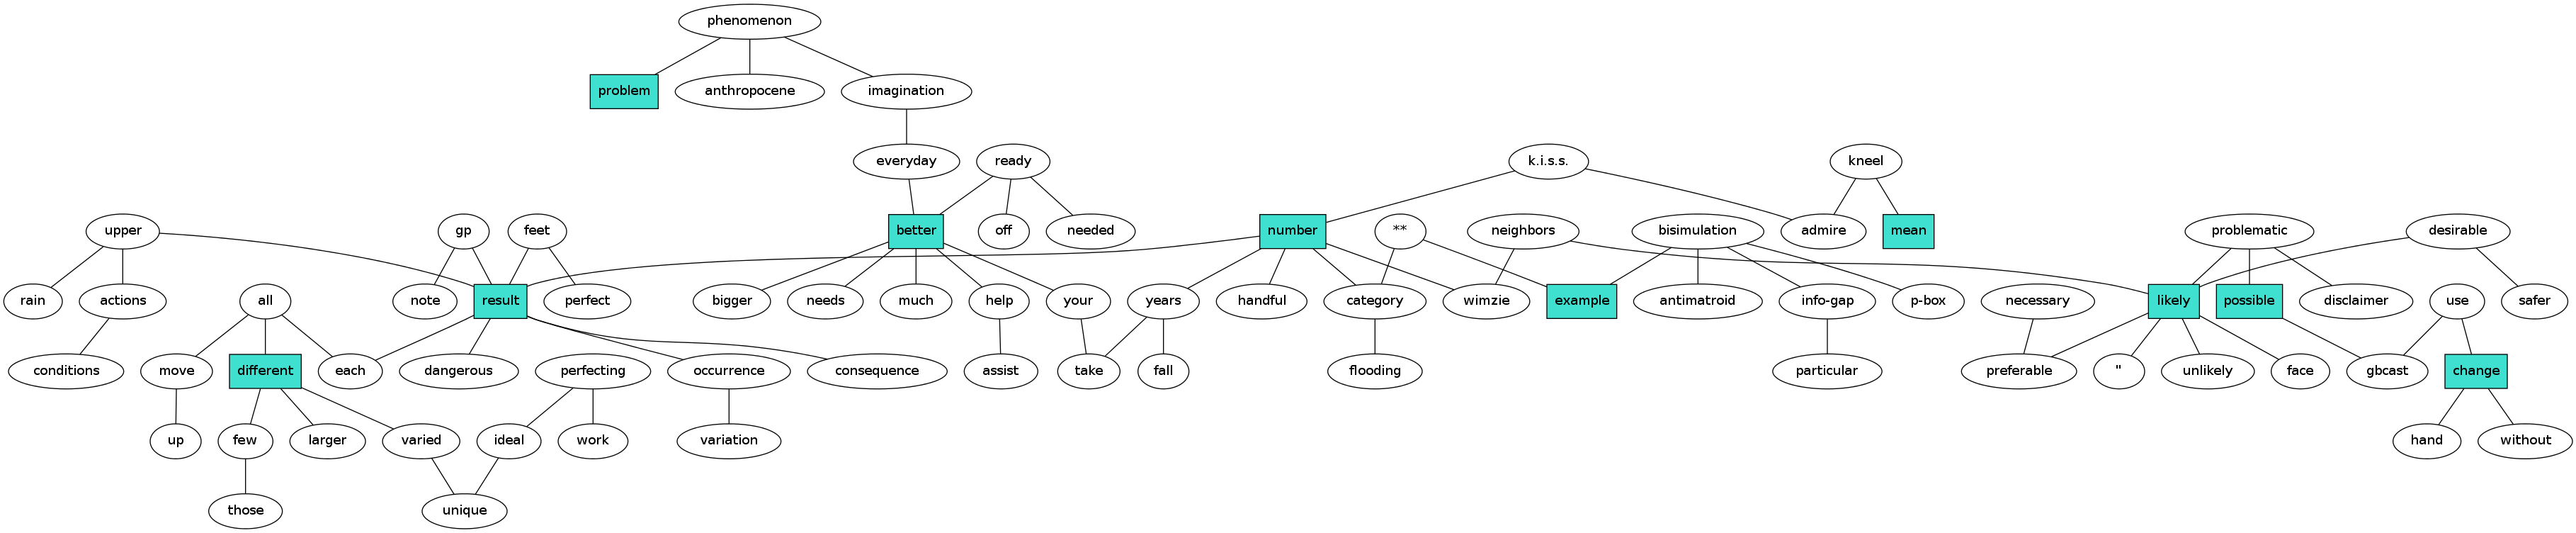 phenomenon
problem
anthropocene
imagination
everyday
ready
k.i.s.s.
kneel
upper
gp
feet
better
off
needed
number
**
neighbors
bisimulation
admire
mean
problematic
desirable
rain
actions
all
note
result
perfect
bigger
needs
much
help
your
years
handful
category
wimzie
example
antimatroid
info-gap
p-box
necessary
likely
possible
disclaimer
use
safer
conditions
move
different
each
dangerous
perfecting
occurrence
consequence
assist
take
fall
flooding
particular
preferable
"
unlikely
face
gbcast
change
up
few
larger
varied
ideal
work
variation
hand
without
those
unique